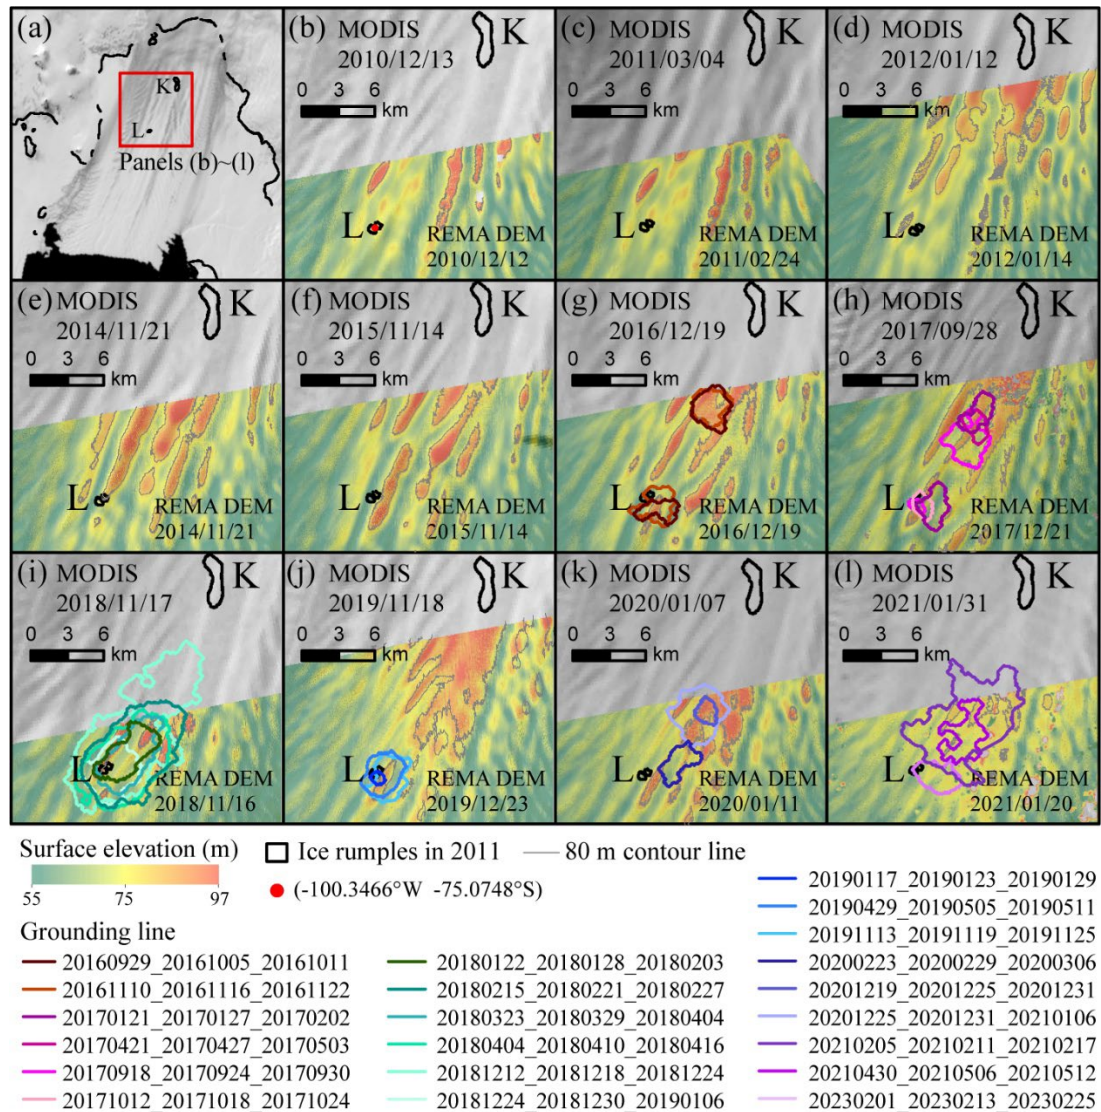 (a)
K
L
Panels (b)~(l)
(b) MODIS
2010/12/13
K
0 3 6
km
L
REMA DEM
2010/12/12
(c) MODIS
2011/03/04
K
0 3 6
km
L
REMA DEM
2011/02/24
(d) MODIS
2012/01/12
K
0 3 6
km
L
REMA DEM
2012/01/14
(e) MODIS
2014/11/21
K
0 3 6
km
L
REMA DEM
2014/11/21
(f) MODIS
2015/11/14
K
0 3 6
km
L
REMA DEM
2015/11/14
(g) MODIS
2016/12/19
K
0 3 6
km
L
REMA DEM
2016/12/19
(h) MODIS
2017/09/28
K
0 3 6
km
L
REMA DEM
2017/12/21
(i) MODIS
2018/11/17
K
0 3 6
km
L
REMA DEM
2018/11/16
(j) MODIS
2019/11/18
K
0 3 6
km
L
REMA DEM
2019/12/23
(k) MODIS
2020/01/07
K
0 3 6
km
L
REMA DEM
2020/01/11
(l) MODIS
2021/01/31
K
0 3 6
km
L
REMA DEM
2021/01/20
Surface elevation (m)
55 75 97
Ice rumples in 2011
80 m contour line
(-100.3466°W -75.0748°S)
Grounding line
20160929_20161005_20161011
20161110_20161116_20161122
20170121_20170127_20170202
20170421_20170427_20170503
20170918_20170924_20170930
20171012_20171018_20171024
20180122_20180128_20180203
20180215_20180221_20180227
20180323_20180329_20180404
20180404_20180410_20180416
20181212_20181218_20181224
20181224_20181230_20190106
20190117_20190123_20190129
20190429_20190505_20190511
20191113_20191119_20191125
20200223_20200229_20200306
20201219_20201225_20201231
20201225_20201231_20210106
20210205_20210211_20210217
20210430_20210506_20210512
20230201_20230213_20230225